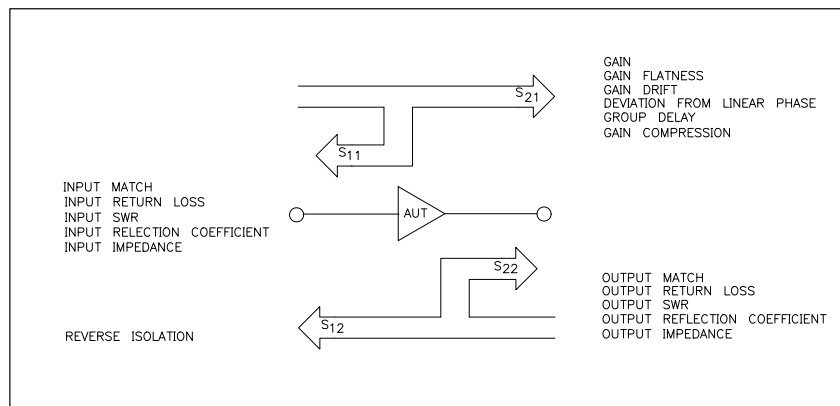 GAIN
GAIN FLATNESS
GAIN DRIFT
DEVIATION FROM LINEAR PHASE
GROUP DELAY
GAIN COMPRESSION
S21
S11
INPUT MATCH
INPUT RETURN LOSS
INPUT SWR
INPUT RELECTION COEFFICIENT
INPUT IMPEDANCE
AUT
S22
S12
OUTPUT MATCH
OUTPUT RETURN LOSS
OUTPUT SWR
OUTPUT REFLECTION COEFFICIENT
OUTPUT IMPEDANCE
REVERSE ISOLATION